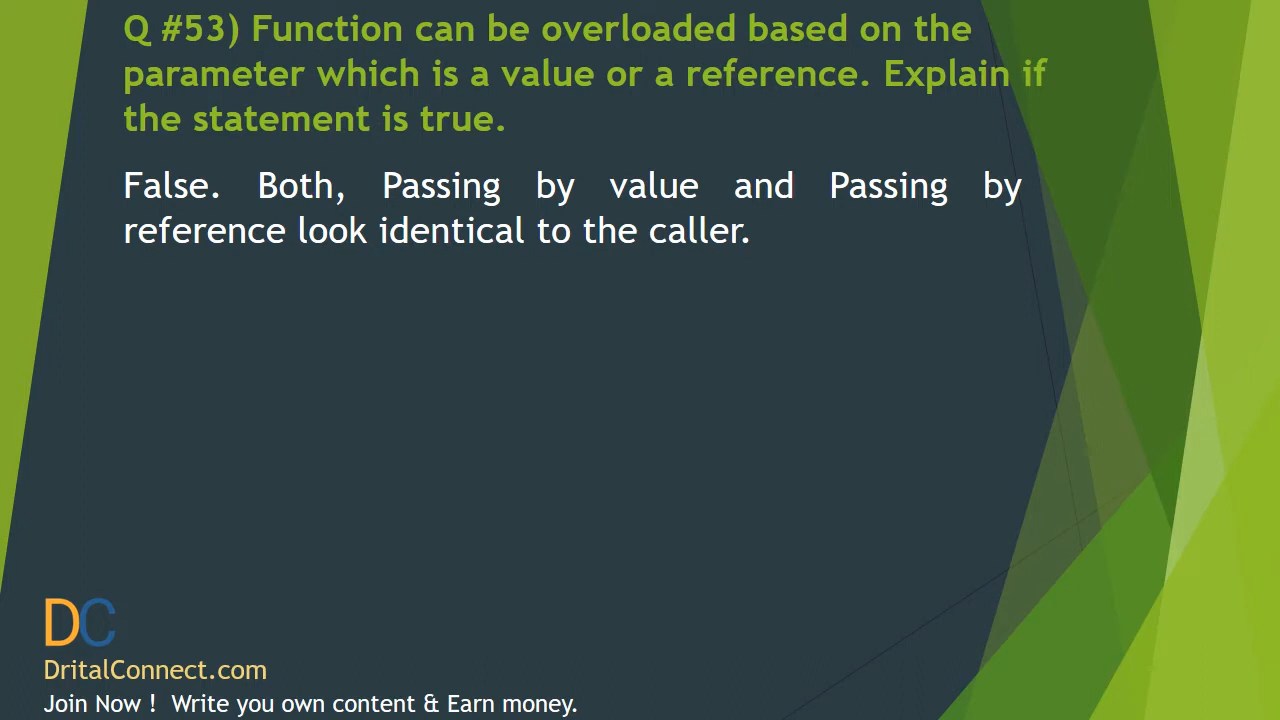 Q #53) Function can be overloaded based on the
parameter which is a value or a reference. Explain if
the statement is true.
False. Both, Passing by value and Passing by
reference look identical to the caller.
DC
DritalConnect.com
Join Now ! Write you own content & Earn money.